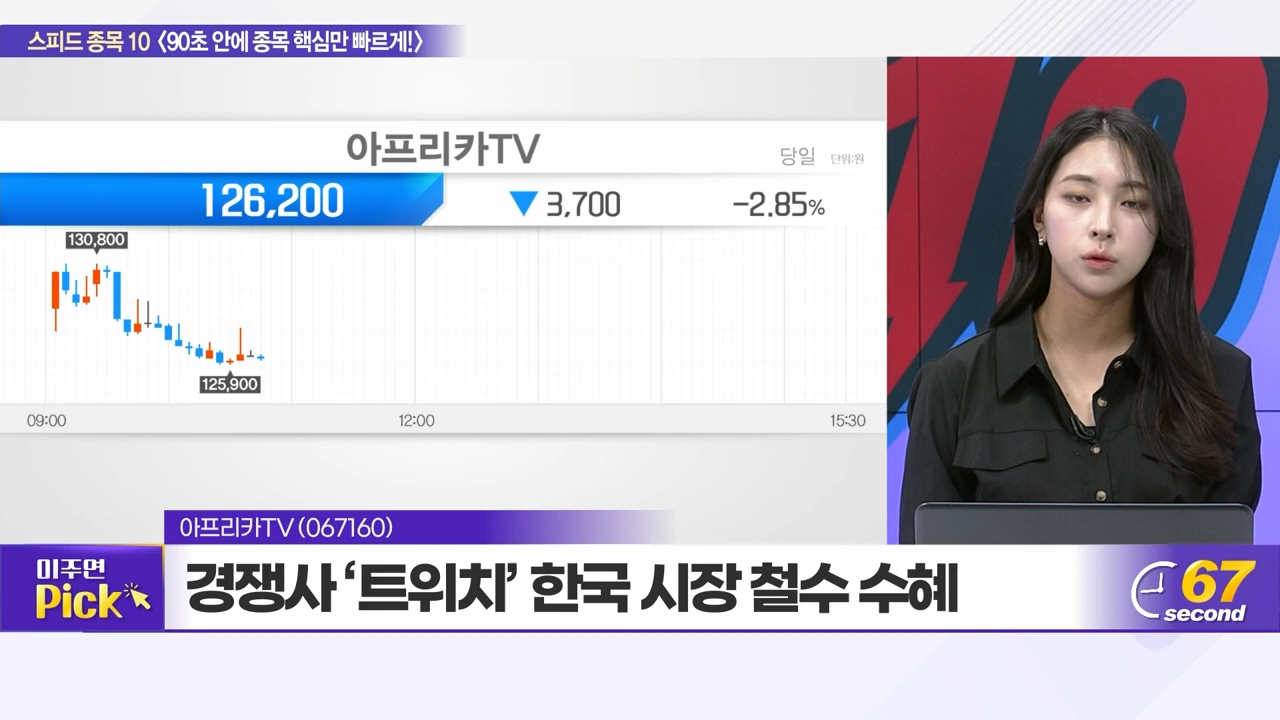 스피드 종목 10 〈90초 안에 종목 핵심만 빠르게!〉
아프리카TV
당일 단위:원
126,200 ▼ 3,700 -2.85%
130,800
125,900
09:00 12:00 15:30
아프리카TV (067160)
미주면
Pick
경쟁사 ‘트위치’ 한국 시장 철수 수혜
67
second